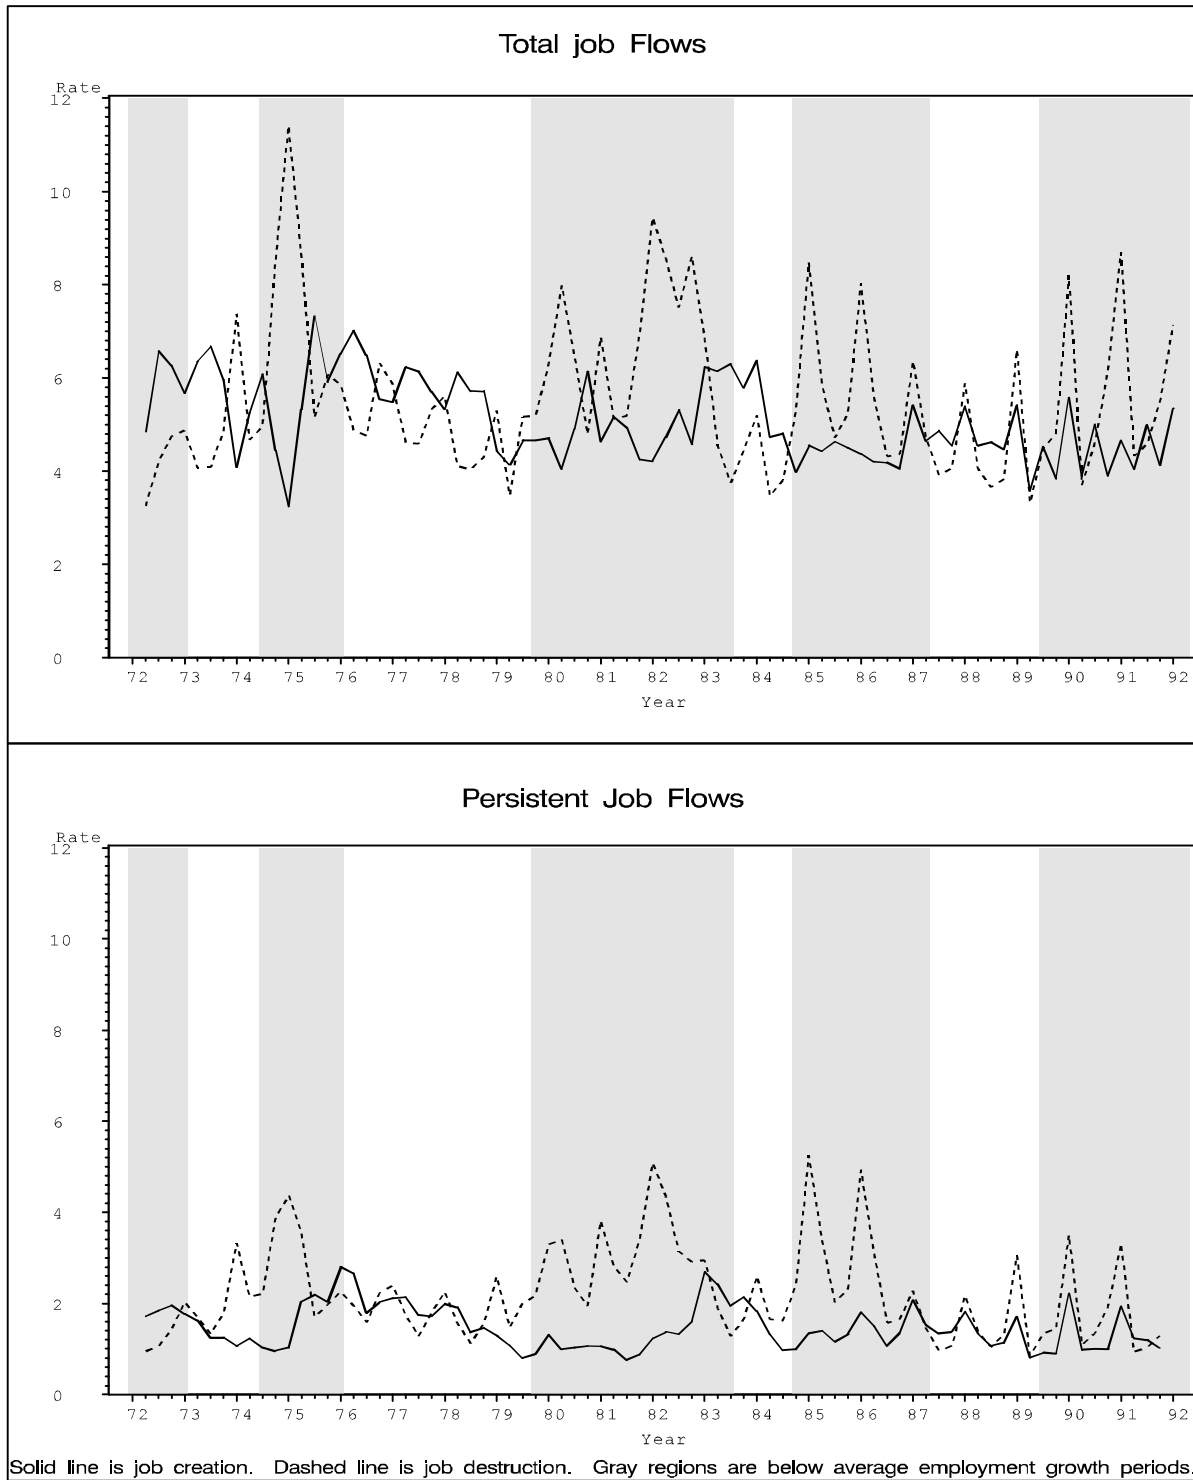 Total job Flows
Rate
12
10
8
6
4
2
0
72 73 74 75 76 77 78 79 80 81 82 83 84 85 86 87 88 89 90 91 92
Year
Persistent Job Flows
Rate
12
10
8
6
4
2
0
72 73 74 75 76 77 78 79 80 81 82 83 84 85 86 87 88 89 90 91 92
Year
Solid line is job creation. Dashed line is job destruction. Gray regions are below average employment growth periods.